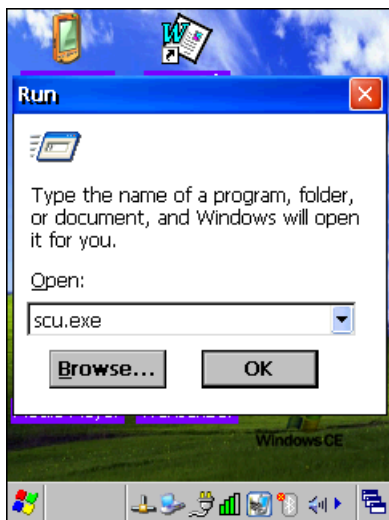 Run
Type the name of a program, folder,
or document, and Windows will open
it for you.
Open:
scu.exe
Browse...
OK
Windows CE